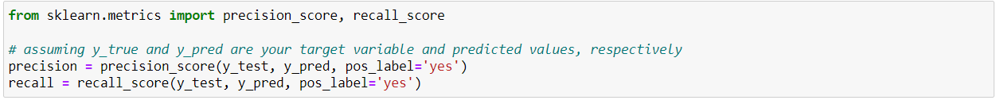 from sklearn.metrics import precision_score, recall_score
# assuming y_true and y_pred are your target variable and predicted values, respectively
precision = precision_score(y_test, y_pred, pos_label='yes')
recall = recall_score(y_test, y_pred, pos_label='yes')